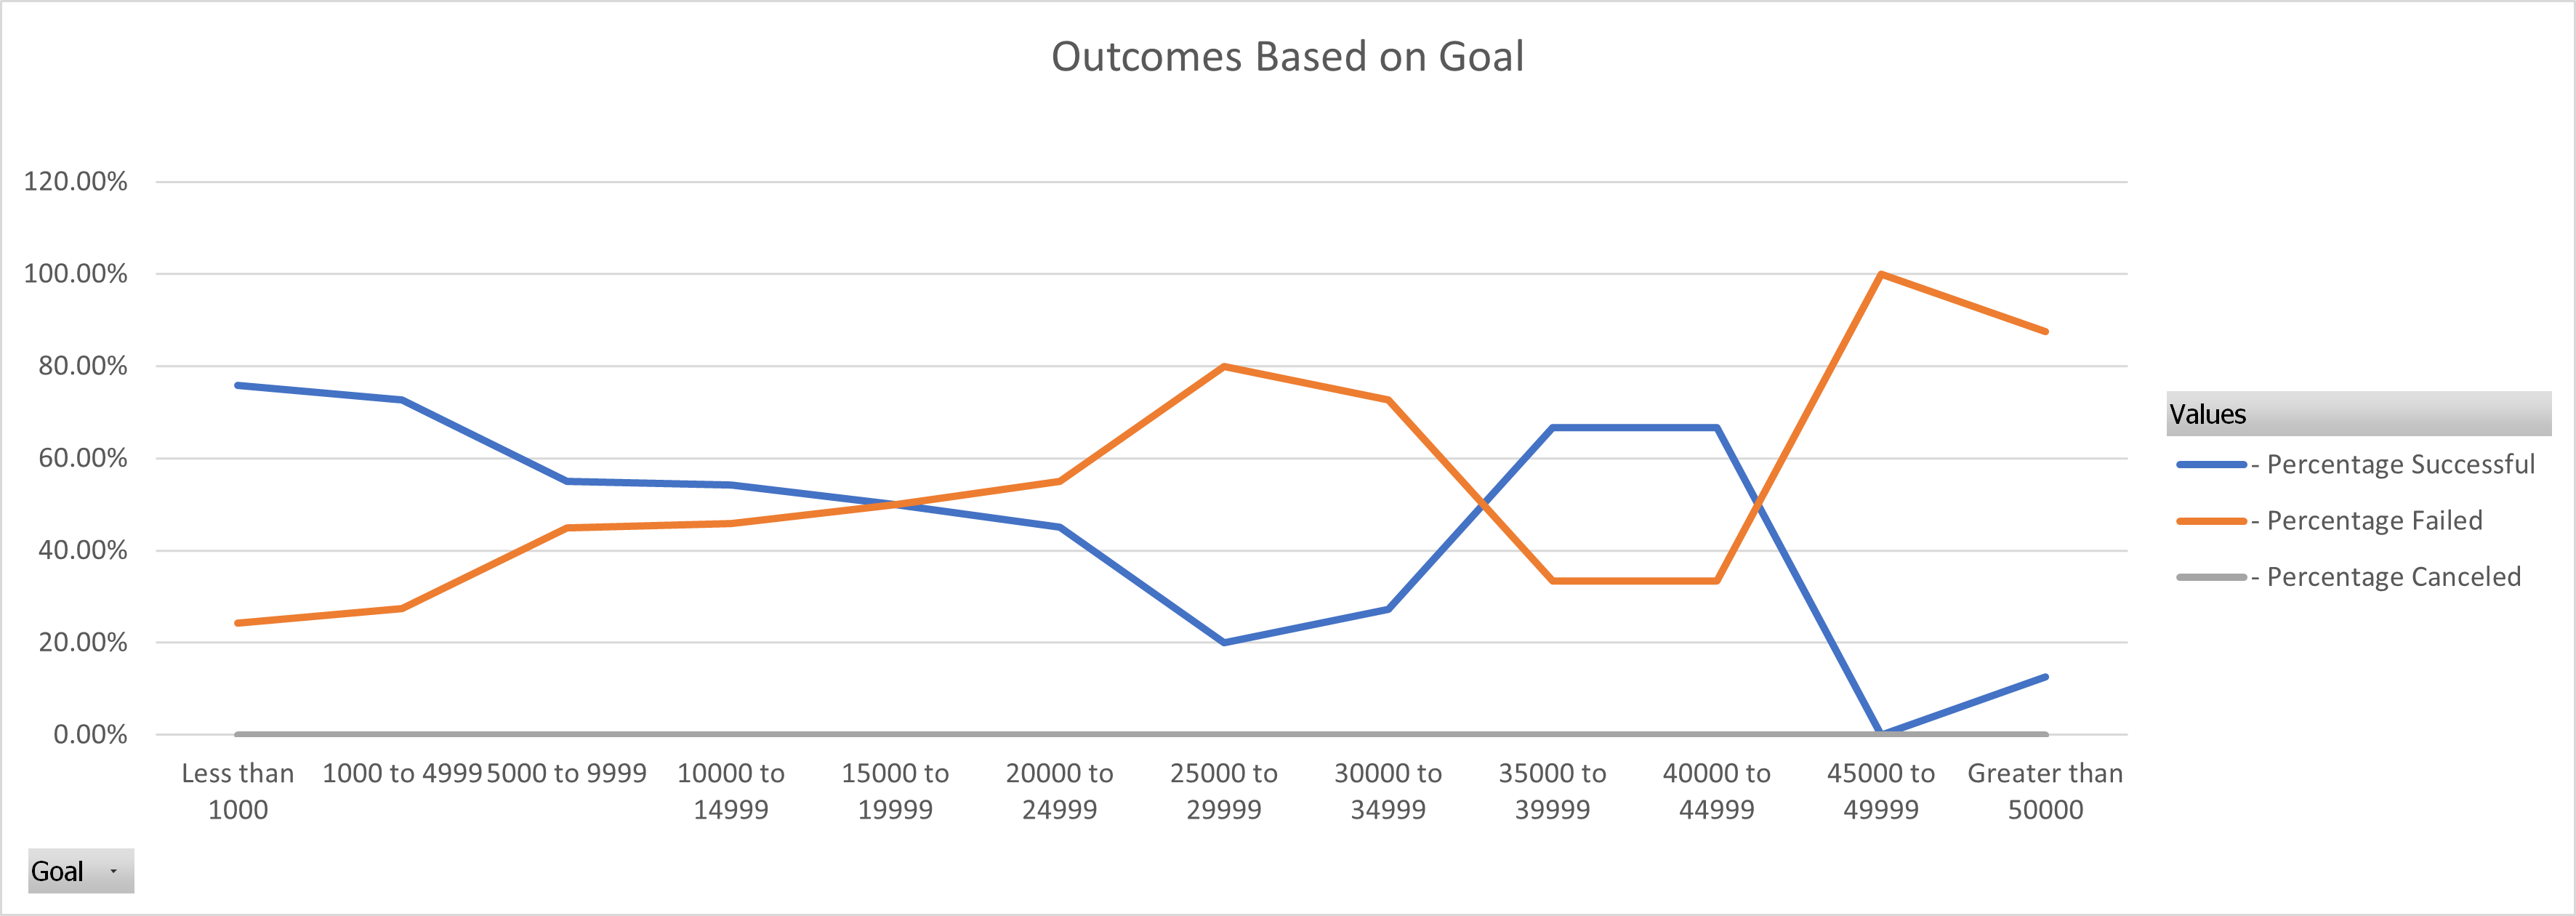 Outcomes Based on Goal
120.00%
100.00%
80.00%
60.00%
40.00%
20.00%
0.00%
Less than
1000
1000 to 4999
5000 to 9999
10000 to
14999
15000 to
19999
20000 to
24999
25000 to
29999
30000 to
34999
35000 to
39999
40000 to
44999
45000 to
49999
Greater than
50000
Values
- Percentage Successful
- Percentage Failed
- Percentage Canceled
Goal